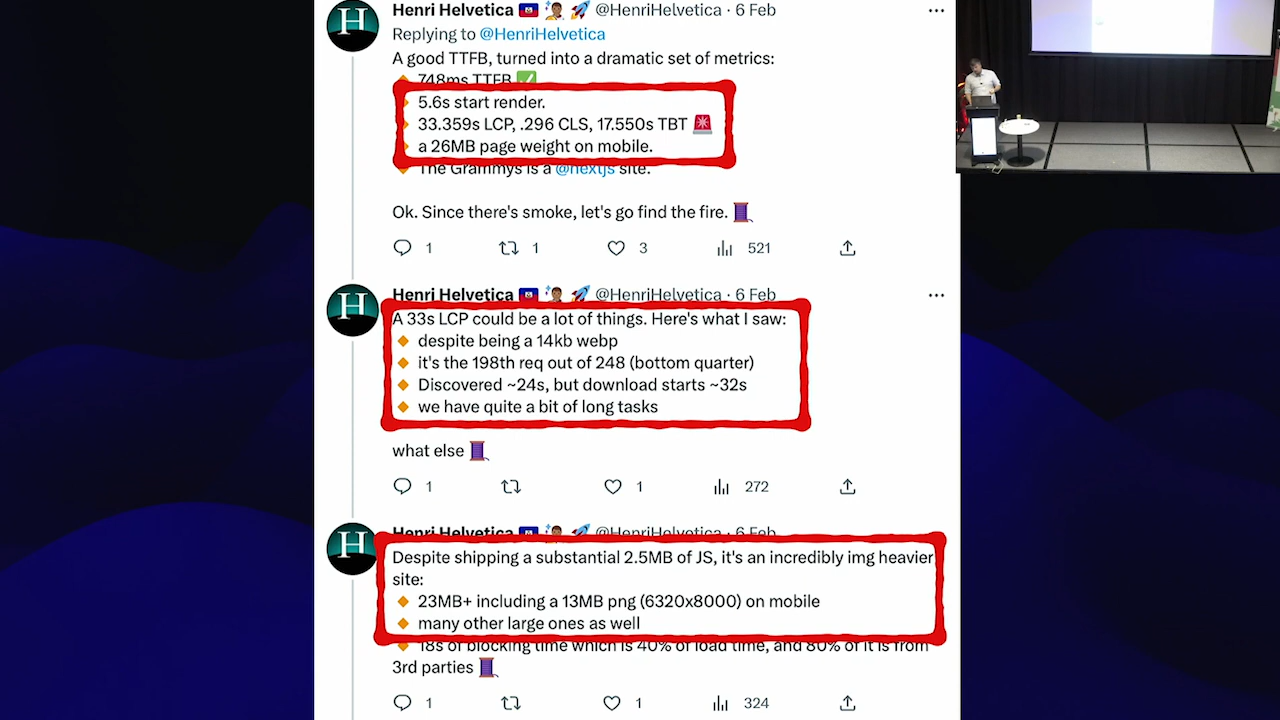 Henri Helvetica 🇭🇹 👨🏾‍🚀 🚀 @HenriHelvetica · 6 Feb
Replying to @HenriHelvetica
A good TTFB, turned into a dramatic set of metrics:
🔸 748ms TTFB ✅
🔸 5.6s start render.
🔸 33.359s LCP, .296 CLS, 17.550s TBT 🚨
🔸 a 26MB page weight on mobile.
🔸 The Grammys is a @nextjs site.
Ok. Since there's smoke, let's go find the fire. 🧵
1 1 3 521
Henri Helvetica 🇭🇹 👨🏾‍🚀 🚀 @HenriHelvetica · 6 Feb
A 33s LCP could be a lot of things. Here's what I saw:
🔸 despite being a 14kb webp
🔸 it's the 198th req out of 248 (bottom quarter)
🔸 Discovered ~24s, but download starts ~32s
🔸 we have quite a bit of long tasks
what else 🧵
1 1 272
Henri Helvetica 🇭🇹 👨🏾‍🚀 🚀 @HenriHelvetica · 6 Feb
Despite shipping a substantial 2.5MB of JS, it's an incredibly img heavier
site:
🔸 23MB+ including a 13MB png (6320x8000) on mobile
🔸 many other large ones as well
🔸 18s of blocking time which is 40% of load time, and 80% of it is from
3rd parties 🧵
1 1 324